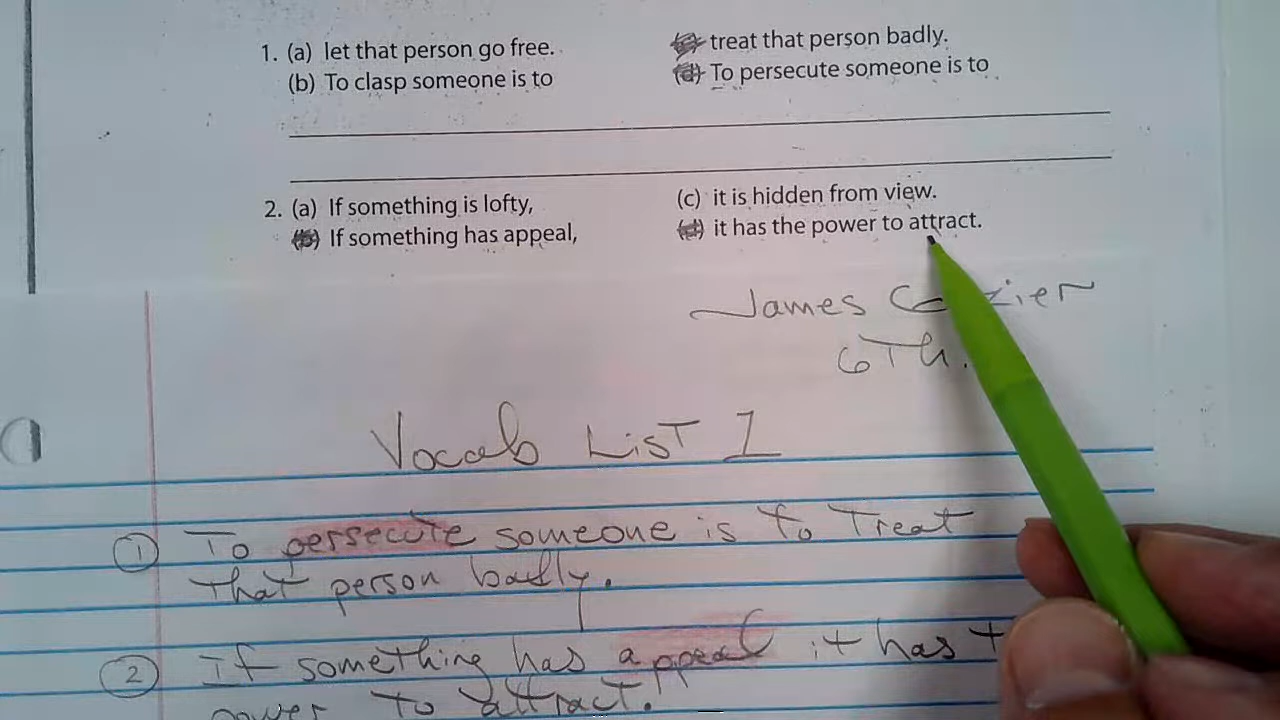 1. (a) let that person go free. treat that person badly.
(b) To clasp someone is to (d) To persecute someone is to
2. (a) If something is lofty, (c) it is hidden from view.
(b) If something has appeal, (d) it has the power to attract.
James
6Th.
Vocab List 1
1 To persecute someone is to Treat
that person badly.
2 If something has appeal it has
power to attract.